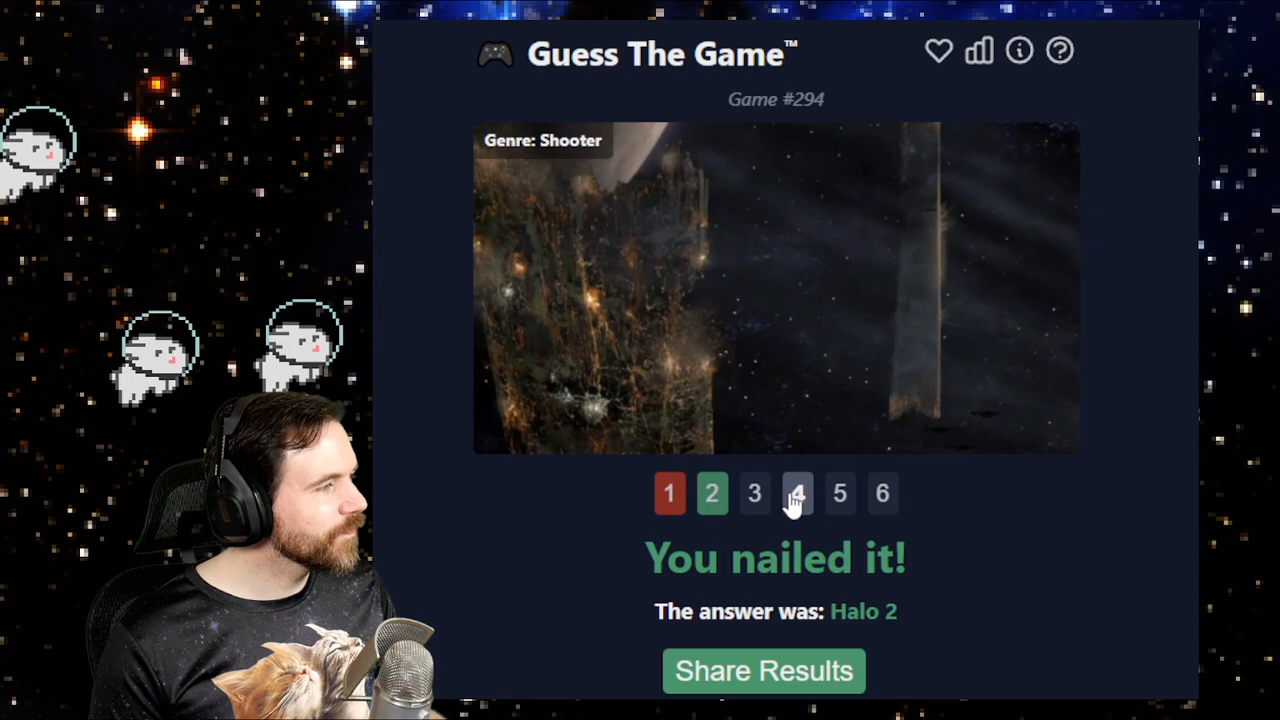 Guess The Game™
Game #294
Genre: Shooter
1 2 3 4 5 6
You nailed it!
The answer was: Halo 2
Share Results